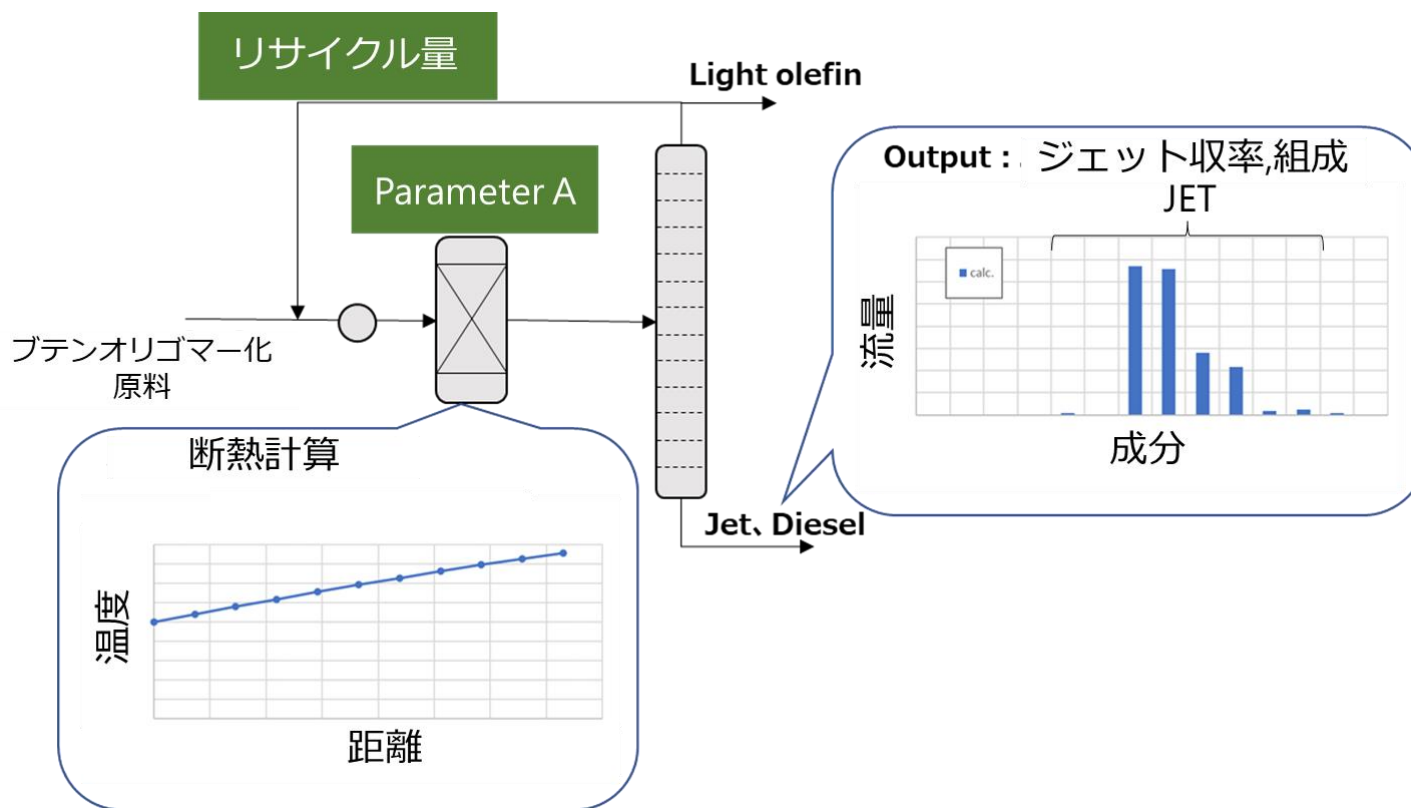 リサイクル量
Light olefin
Parameter A
Output : ジェット収率,組成
JET
calc.
流量
成分
ブテンオリゴマー化
原料
断熱計算
温度
距離
Jet、Diesel